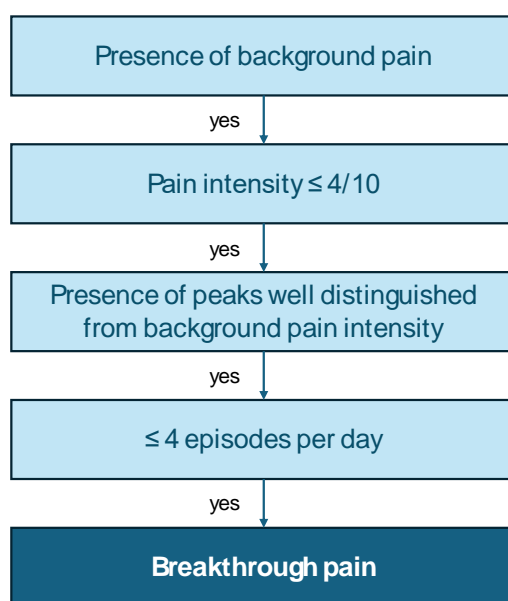 Presence of background pain
yes
Pain intensity ≤ 4/10
yes
Presence of peaks well distinguished
from background pain intensity
yes
≤ 4 episodes per day
yes
Breakthrough pain